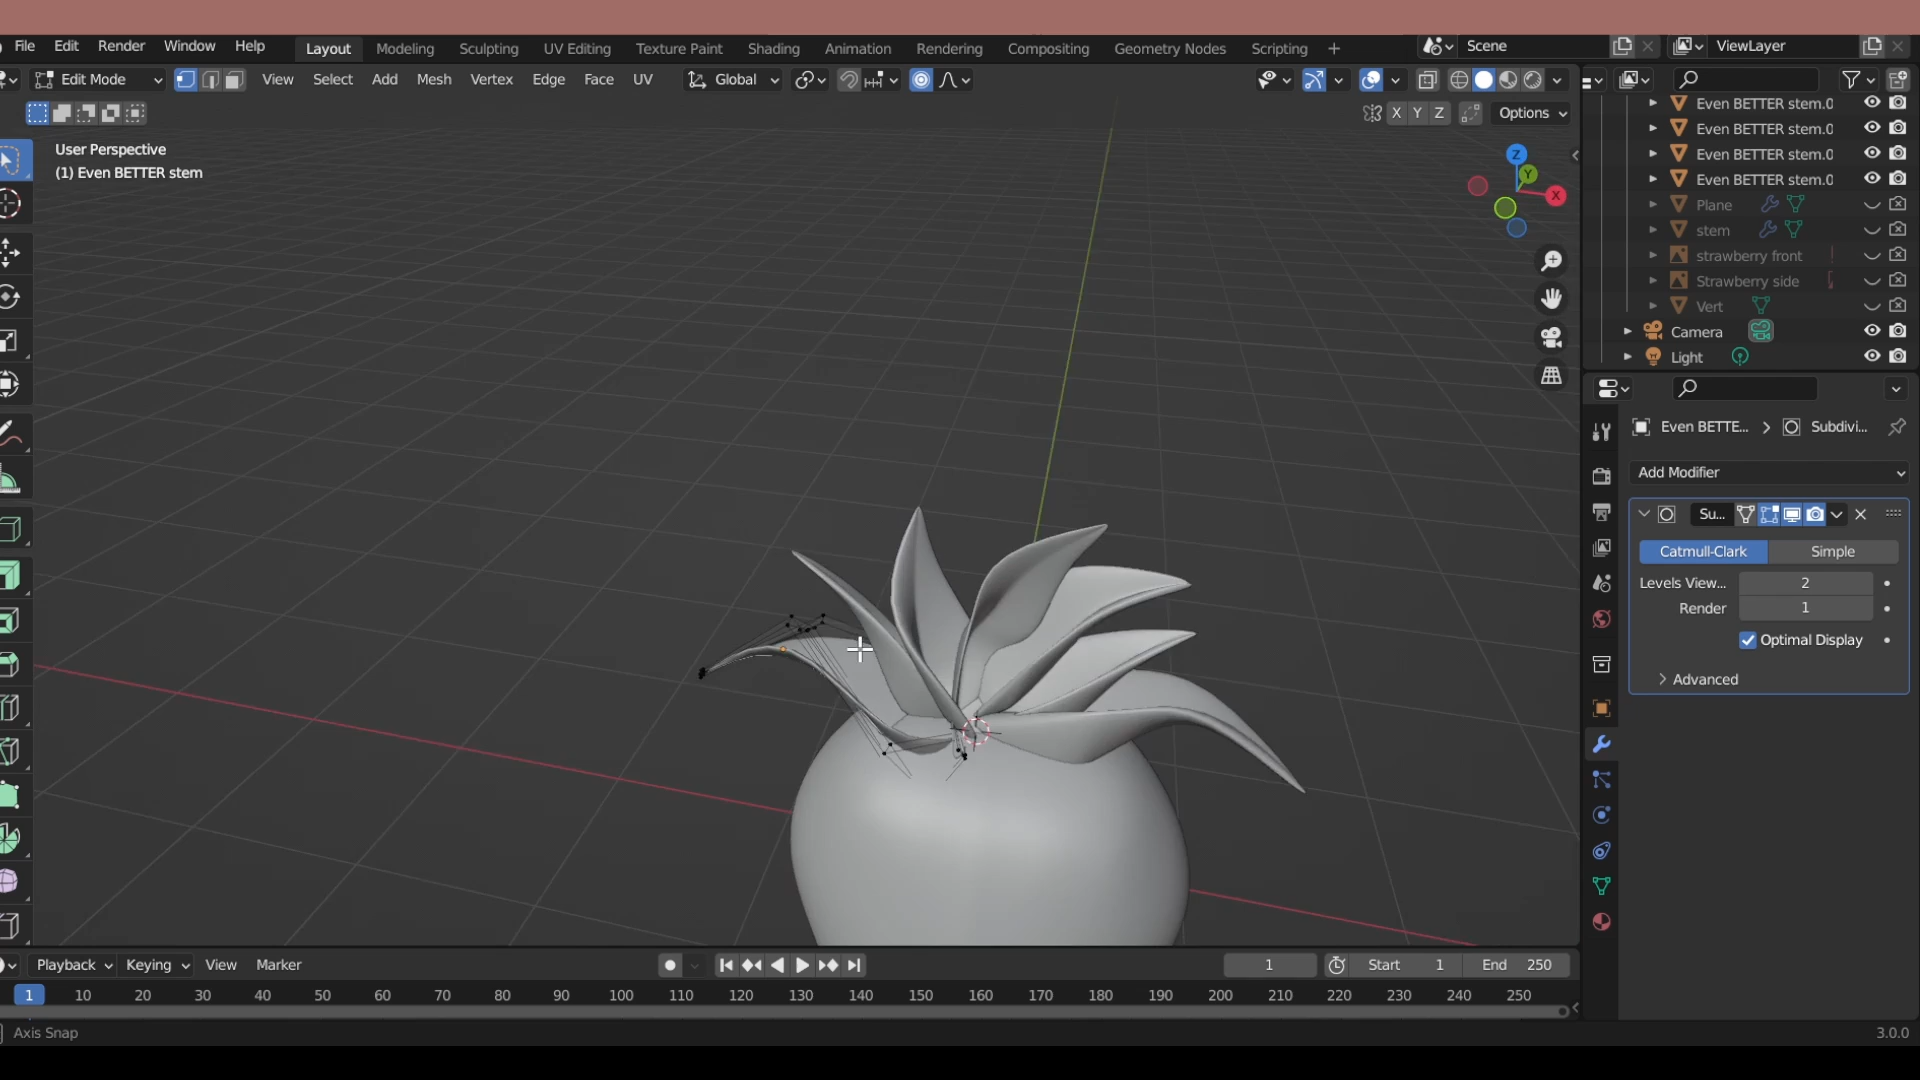 File Edit Render Window Help Layout Modeling Sculpting UV Editing Texture Paint Shading Animation Rendering Compositing Geometry Nodes Scripting + Scene ViewLayer
Edit Mode View Select Add Mesh Vertex Edge Face UV Global
X Y Z Options
User Perspective
(1) Even BETTER stem
Z
Y
X
Even BETTER stem.0
Even BETTER stem.0
Even BETTER stem.0
Even BETTER stem.0
Plane
stem
strawberry front
Strawberry side
Vert
Camera
Light
Even BETTE... > Subdivi...
Add Modifier
Su...
Catmull-Clark Simple
Levels View... 2
Render 1
Optimal Display
Advanced
Playback Keying View Marker 1 Start 1 End 250
1 10 20 30 40 50 60 70 80 90 100 110 120 130 140 150 160 170 180 190 200 210 220 230 240 250
Axis Snap 3.0.0